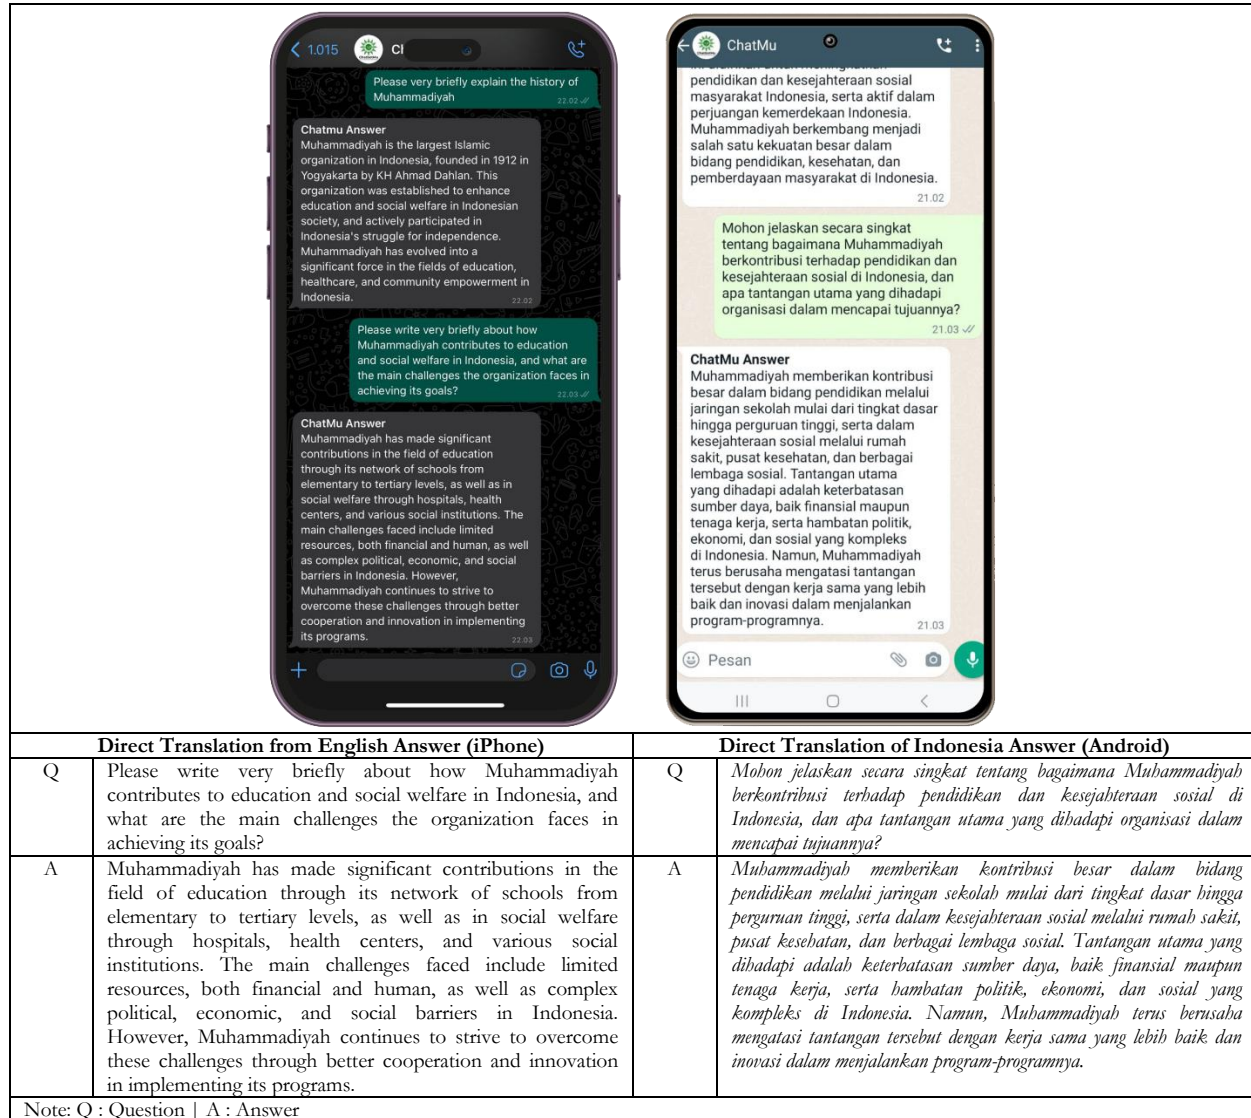 1.015
Cl
Please very briefly explain the history of
Muhammadiyah
22.02
Chatmu Answer
Muhammadiyah is the largest Islamic
organization in Indonesia, founded in 1912 in
Yogyakarta by KH Ahmad Dahlan. This
organization was established to enhance
education and social welfare in Indonesian
society, and actively participated in
Indonesia's struggle for independence.
Muhammadiyah has evolved into a
significant force in the fields of education,
healthcare, and community empowerment in
Indonesia.
22.02
Please write very briefly about how
Muhammadiyah contributes to education
and social welfare in Indonesia, and what are
the main challenges the organization faces in
achieving its goals?
22.03
ChatMu Answer
Muhammadiyah has made significant
contributions in the field of education
through its network of schools from
elementary to tertiary levels, as well as in
social welfare through hospitals, health
centers, and various social institutions. The
main challenges faced include limited
resources, both financial and human, as well
as complex political, economic, and social
barriers in Indonesia. However,
Muhammadiyah continues to strive to
overcome these challenges through better
cooperation and innovation in implementing
its programs.
22.03
ChatMu
pendidikan dan kesejahteraan sosial
masyarakat Indonesia, serta aktif dalam
perjuangan kemerdekaan Indonesia.
Muhammadiyah berkembang menjadi
salah satu kekuatan besar dalam
bidang pendidikan, kesehatan, dan
pemberdayaan masyarakat di Indonesia.
21.02
Mohon jelaskan secara singkat
tentang bagaimana Muhammadiyah
berkontribusi terhadap pendidikan dan
kesejahteraan sosial di Indonesia, dan
apa tantangan utama yang dihadapi
organisasi dalam mencapai tujuannya?
21.03
ChatMu Answer
Muhammadiyah memberikan kontribusi
besar dalam bidang pendidikan melalui
jaringan sekolah mulai dari tingkat dasar
hingga perguruan tinggi, serta dalam
kesejahteraan sosial melalui rumah
sakit, pusat kesehatan, dan berbagai
lembaga sosial. Tantangan utama
yang dihadapi adalah keterbatasan
sumber daya, baik finansial maupun
tenaga kerja, serta hambatan politik,
ekonomi, dan sosial yang kompleks
di Indonesia. Namun, Muhammadiyah
terus berusaha mengatasi tantangan
tersebut dengan kerja sama yang lebih
baik dan inovasi dalam menjalankan
program-programnya.
21.03
Pesan
Direct Translation from English Answer (iPhone)
Q
Please write very briefly about how Muhammadiyah
contributes to education and social welfare in Indonesia, and
what are the main challenges the organization faces in
achieving its goals?
A
Muhammadiyah has made significant contributions in the
field of education through its network of schools from
elementary to tertiary levels, as well as in social welfare
through hospitals, health centers, and various social
institutions. The main challenges faced include limited
resources, both financial and human, as well as complex
political, economic, and social barriers in Indonesia.
However, Muhammadiyah continues to strive to overcome
these challenges through better cooperation and innovation
in implementing its programs.
Direct Translation of Indonesia Answer (Android)
Q
Mohon jelaskan secara singkat tentang bagaimana Muhammadiyah
berkontribusi terhadap pendidikan dan kesejahteraan sosial di
Indonesia, dan apa tantangan utama yang dihadapi organisasi dalam
mencapai tujuannya?
A
Muhammadiyah memberikan kontribusi besar dalam bidang
pendidikan melalui jaringan sekolah mulai dari tingkat dasar hingga
perguruan tinggi, serta dalam kesejahteraan sosial melalui rumah sakit,
pusat kesehatan, dan berbagai lembaga sosial. Tantangan utama yang
dihadapi adalah keterbatasan sumber daya, baik finansial maupun
tenaga kerja, serta hambatan politik, ekonomi, dan sosial yang
kompleks di Indonesia. Namun, Muhammadiyah terus berusaha
mengatasi tantangan tersebut dengan kerja sama yang lebih baik dan
inovasi dalam menjalankan program-programnya.
Note: Q : Question | A : Answer